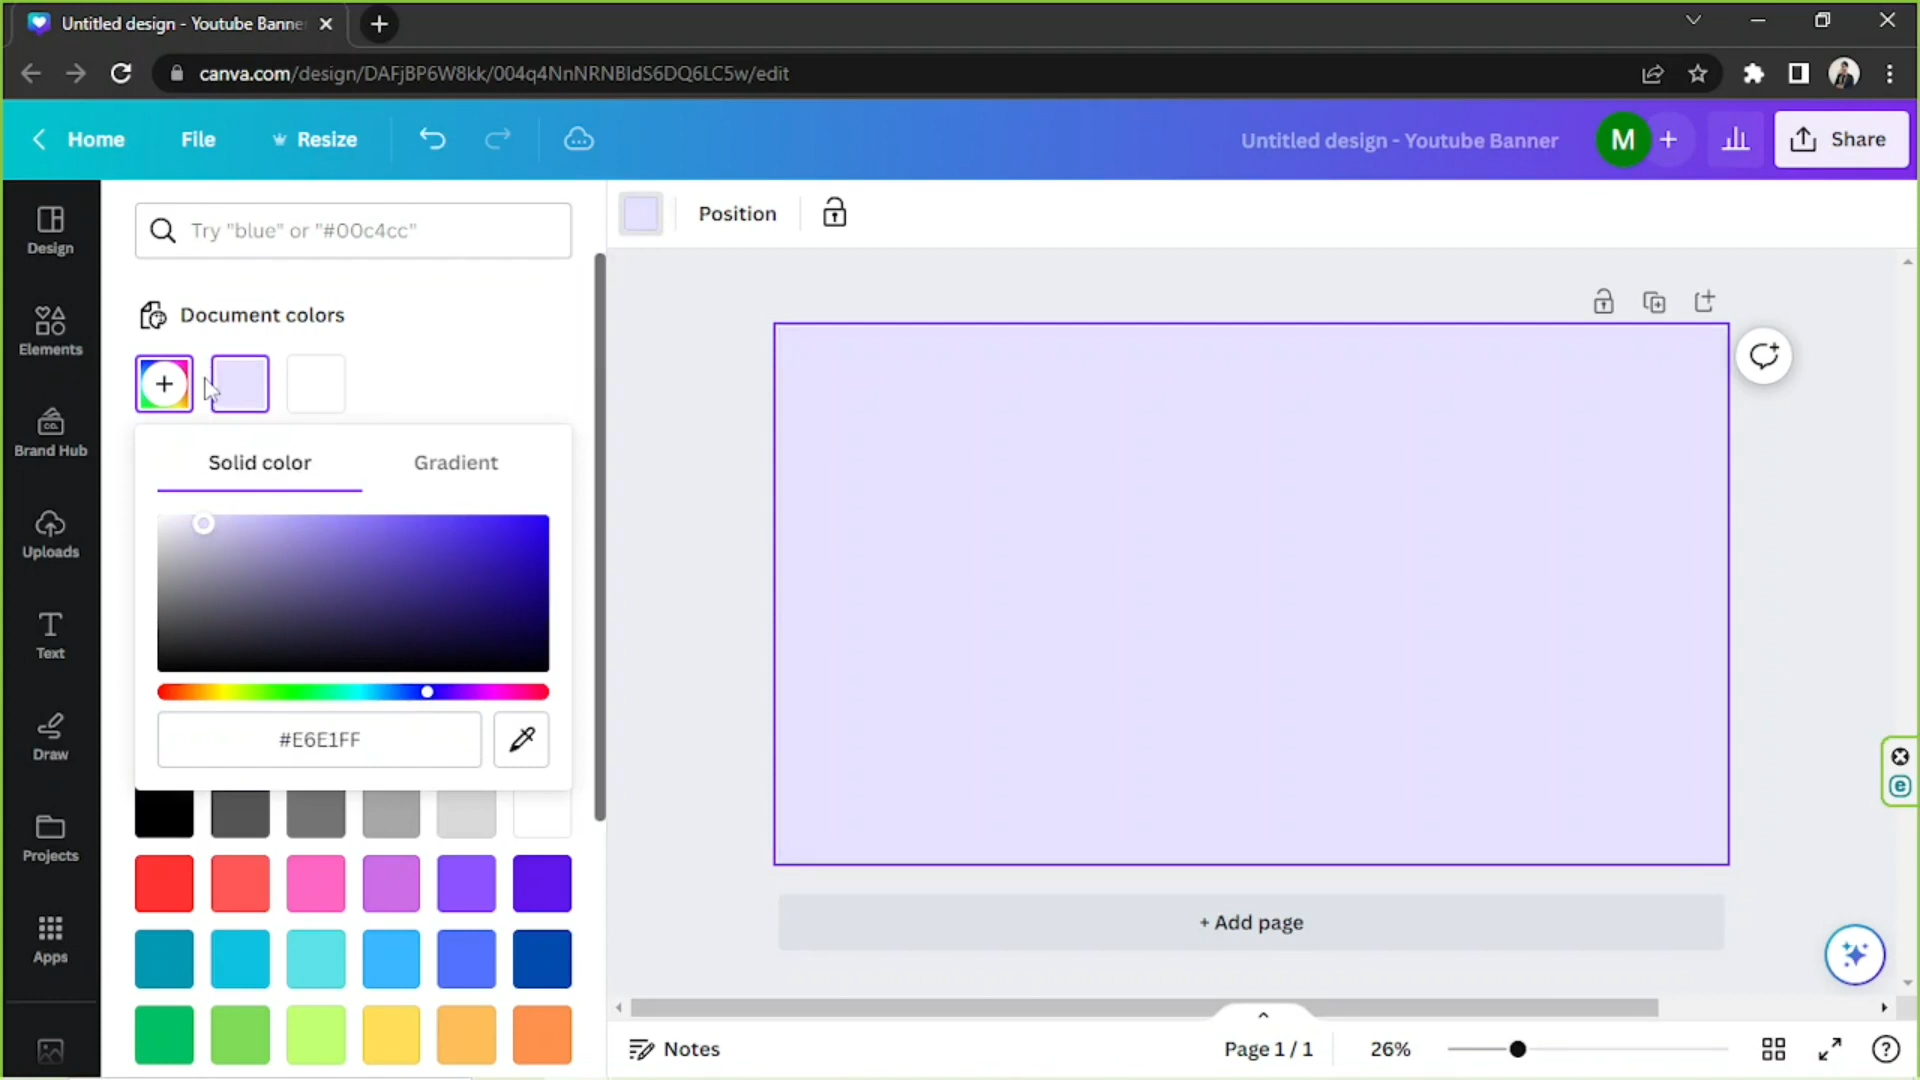 Untitled design - Youtube Banne
canva.com/design/DAFjBP6W8kk/004q4NnNRNBIdS6DQ6LC5w/edit
Home
File
Resize
Untitled design - Youtube Banner
M
+
Share
Design
Elements
CO.
Brand Hub
Uploads
Text
Draw
Projects
Apps
Try "blue" or "#00c4cc"
Document colors
Solid color
Gradient
#E6E1FF
Position
+ Add page
Notes
Page 1 / 1
26%